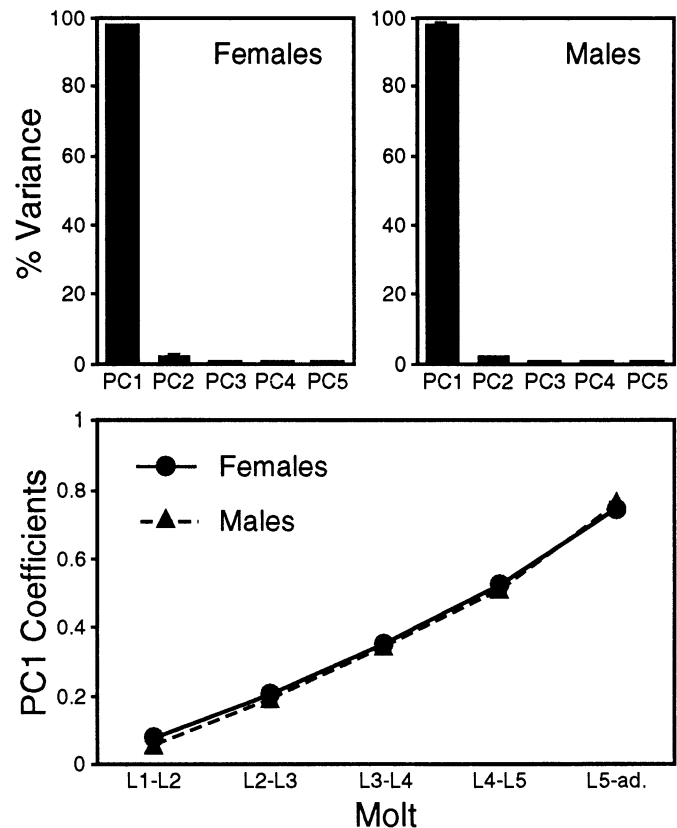 100
80
60
40
20
0
% Variance
Females
PC1 PC2 PC3 PC4 PC5
100
80
60
40
20
0
Males
PC1 PC2 PC3 PC4 PC5
1
0.8
0.6
0.4
0.2
0
PC1 Coefficients
Females
Males
L1-L2 L2-L3 L3-L4 L4-L5 L5-ad.
Molt